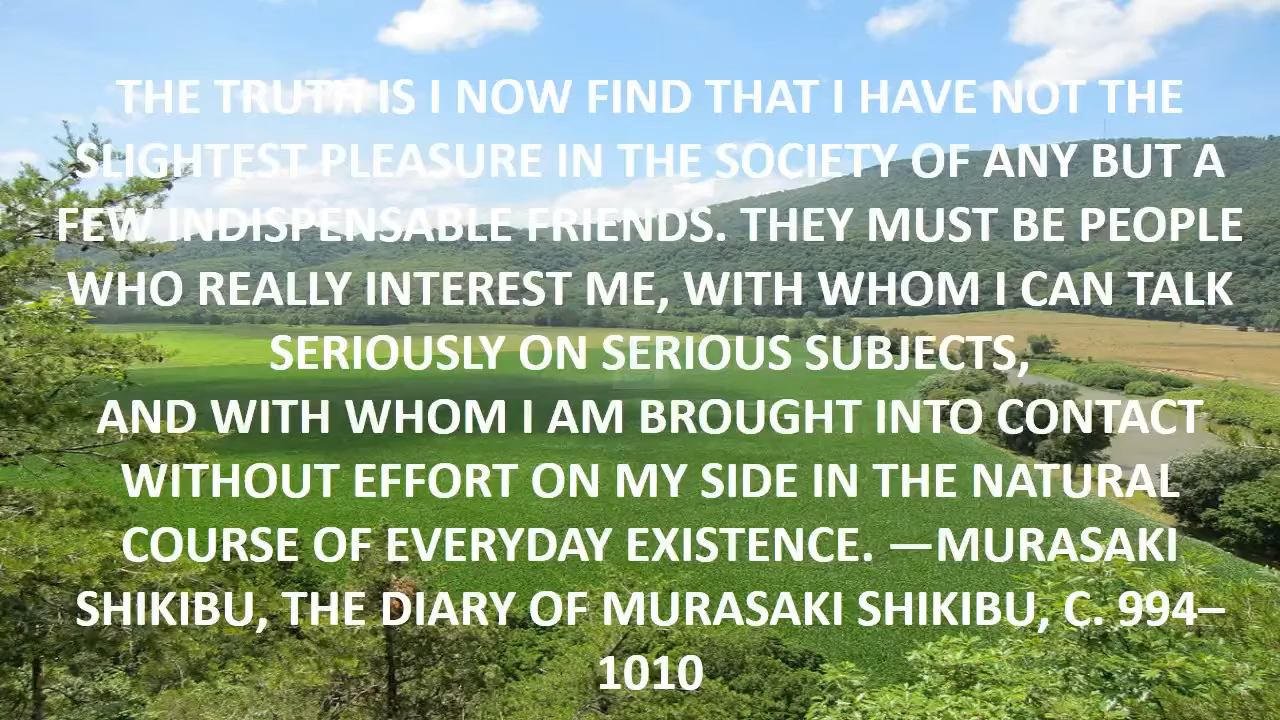 THE TRUTH IS I NOW FIND THAT I HAVE NOT THE
SLIGHTEST PLEASURE IN THE SOCIETY OF ANY BUT A
FEW INDISPENSABLE FRIENDS. THEY MUST BE PEOPLE
WHO REALLY INTEREST ME, WITH WHOM I CAN TALK
SERIOUSLY ON SERIOUS SUBJECTS,
AND WITH WHOM I AM BROUGHT INTO CONTACT
WITHOUT EFFORT ON MY SIDE IN THE NATURAL
COURSE OF EVERYDAY EXISTENCE. —MURASAKI
SHIKIBU, THE DIARY OF MURASAKI SHIKIBU, C. 994–
1010